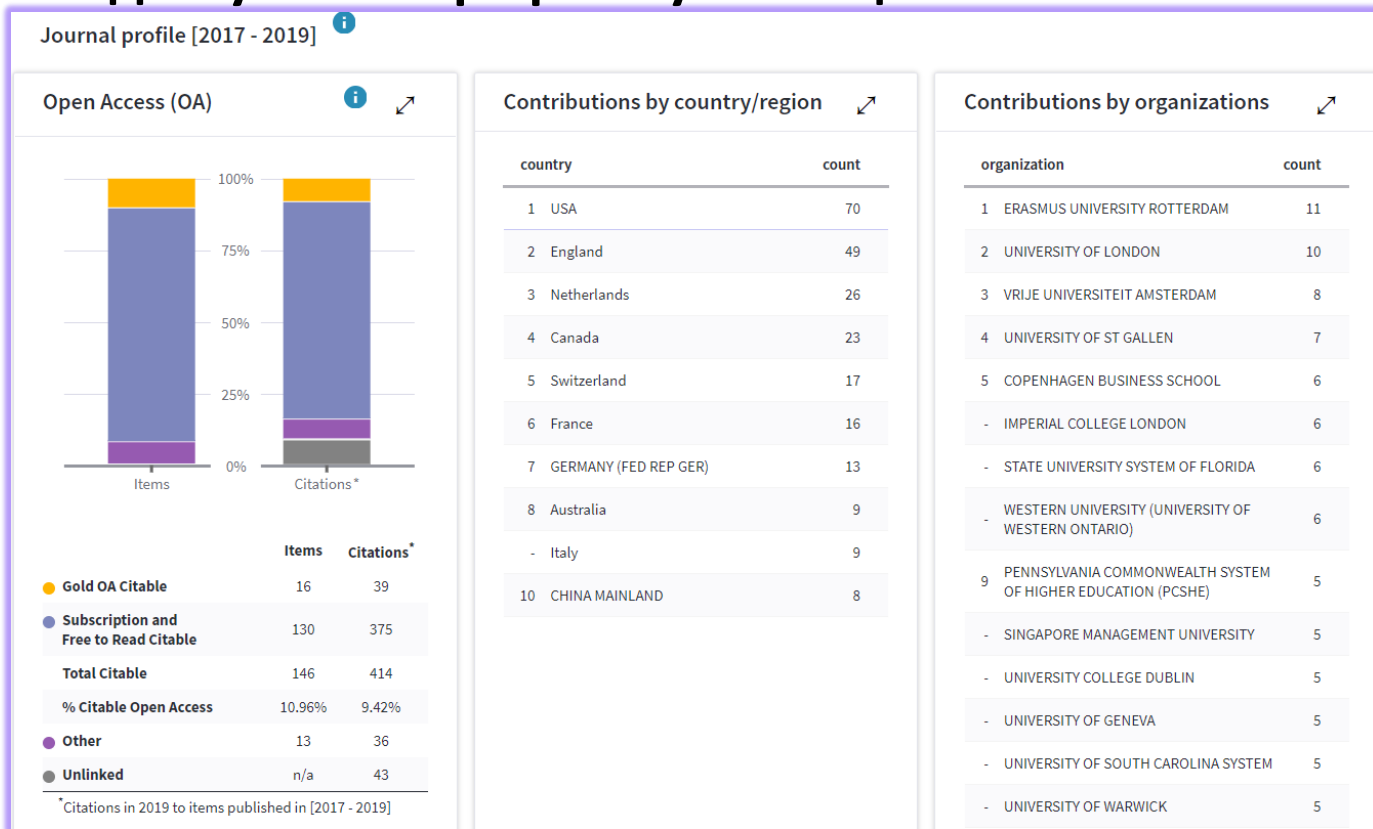 Journal profile [2017 - 2019]
Open Access (OA)
100%
75%
50%
25%
0%
Items
Citations*
Items Citations*
Gold OA Citable 16 39
Subscription and
Free to Read Citable 130 375
Total Citable 146 414
% Citable Open Access 10.96% 9.42%
Other 13 36
Unlinked n/a 43
*Citations in 2019 to items published in [2017 - 2019]
Contributions by country/region
country count
1 USA 70
2 England 49
3 Netherlands 26
4 Canada 23
5 Switzerland 17
6 France 16
7 GERMANY (FED REP GER) 13
8 Australia 9
- Italy 9
10 CHINA MAINLAND 8
Contributions by organizations
organization count
1 ERASMUS UNIVERSITY ROTTERDAM 11
2 UNIVERSITY OF LONDON 10
3 VRIJE UNIVERSITEIT AMSTERDAM 8
4 UNIVERSITY OF ST GALLEN 7
5 COPENHAGEN BUSINESS SCHOOL 6
- IMPERIAL COLLEGE LONDON 6
- STATE UNIVERSITY SYSTEM OF FLORIDA 6
- WESTERN UNIVERSITY (UNIVERSITY OF
WESTERN ONTARIO) 6
9 PENNSYLVANIA COMMONWEALTH SYSTEM
OF HIGHER EDUCATION (PCSHE) 5
- SINGAPORE MANAGEMENT UNIVERSITY 5
- UNIVERSITY COLLEGE DUBLIN 5
- UNIVERSITY OF GENEVA 5
- UNIVERSITY OF SOUTH CAROLINA SYSTEM 5
- UNIVERSITY OF WARWICK 5